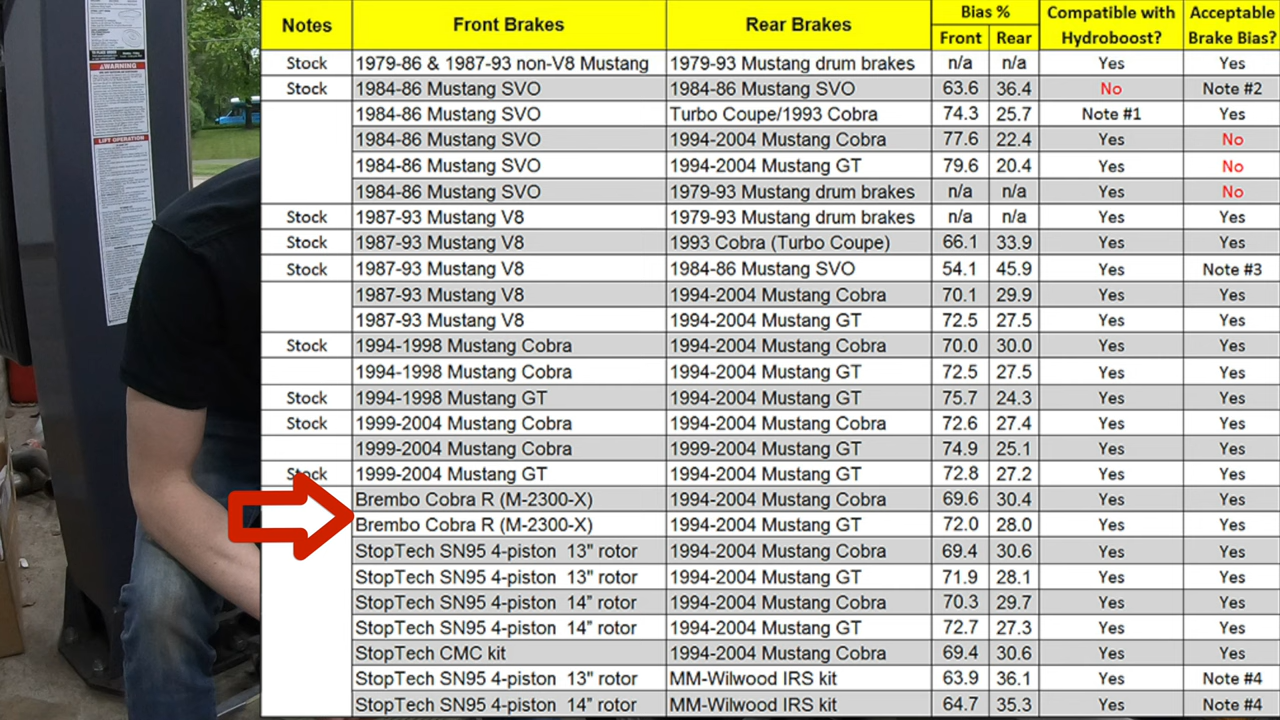 Notes Front Brakes Rear Brakes Bias % Front Rear Compatible with Hydroboost? Acceptable Brake Bias?
Stock 1979-86 & 1987-93 non-V8 Mustang 1979-93 Mustang drum brakes n/a n/a Yes Yes
Stock 1984-86 Mustang SVO 1984-86 Mustang SVO 63.6 36.4 No Note #2
1984-86 Mustang SVO Turbo Coupe/1993 Cobra 74.3 25.7 Note #1 Yes
1984-86 Mustang SVO 1994-2004 Mustang Cobra 77.6 22.4 Yes No
1984-86 Mustang SVO 1994-2004 Mustang GT 79.6 20.4 Yes No
1984-86 Mustang SVO 1979-93 Mustang drum brakes n/a n/a Yes No
Stock 1987-93 Mustang V8 1979-93 Mustang drum brakes n/a n/a Yes Yes
Stock 1987-93 Mustang V8 1993 Cobra (Turbo Coupe) 66.1 33.9 Yes Yes
Stock 1987-93 Mustang V8 1984-86 Mustang SVO 54.1 45.9 Yes Note #3
1987-93 Mustang V8 1994-2004 Mustang Cobra 70.1 29.9 Yes Yes
1987-93 Mustang V8 1994-2004 Mustang GT 72.5 27.5 Yes Yes
Stock 1994-1998 Mustang Cobra 1994-2004 Mustang Cobra 70.0 30.0 Yes Yes
1994-1998 Mustang Cobra 1994-2004 Mustang GT 72.5 27.5 Yes Yes
Stock 1994-1998 Mustang GT 1994-2004 Mustang GT 75.7 24.3 Yes Yes
Stock 1999-2004 Mustang Cobra 1994-2004 Mustang Cobra 72.6 27.4 Yes Yes
1999-2004 Mustang Cobra 1999-2004 Mustang GT 74.9 25.1 Yes Yes
Stock 1999-2004 Mustang GT 1994-2004 Mustang GT 72.8 27.2 Yes Yes
Brembo Cobra R (M-2300-X) 1994-2004 Mustang Cobra 69.6 30.4 Yes Yes
Brembo Cobra R (M-2300-X) 1994-2004 Mustang GT 72.0 28.0 Yes Yes
StopTech SN95 4-piston 13" rotor 1994-2004 Mustang Cobra 69.4 30.6 Yes Yes
StopTech SN95 4-piston 13" rotor 1994-2004 Mustang GT 71.9 28.1 Yes Yes
StopTech SN95 4-piston 14” rotor 1994-2004 Mustang Cobra 70.3 29.7 Yes Yes
StopTech SN95 4-piston 14” rotor 1994-2004 Mustang GT 72.7 27.3 Yes Yes
StopTech CMC kit 1994-2004 Mustang Cobra 69.4 30.6 Yes Yes
StopTech SN95 4-piston 13" rotor MM-Wilwood IRS kit 63.9 36.1 Yes Note #4
StopTech SN95 4-piston 14" rotor MM-Wilwood IRS kit 64.7 35.3 Yes Note #4
WARNING
LIFT OPERATION